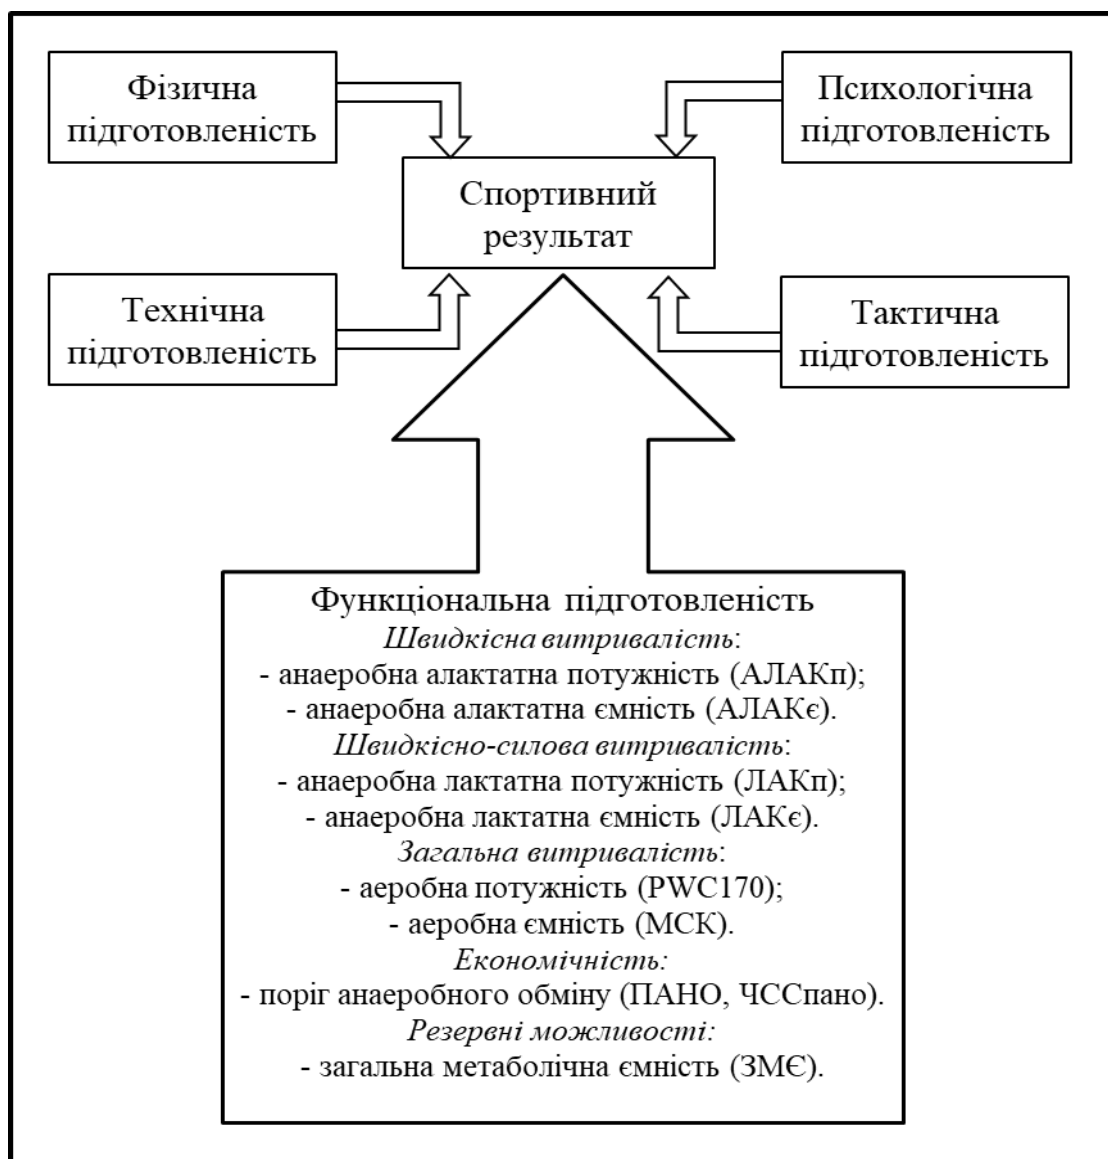 Фізична
підготовленість
Психологічна
підготовленість
Спортивний
результат
Технічна
підготовленість
Тактична
підготовленість
Функціональна підготовленість
Швидкісна витривалість:
- анаеробна алактатна потужність (АЛАКп);
- анаеробна алактатна ємність (АЛАКє).
Швидкісно-силова витривалість:
- анаеробна лактатна потужність (ЛАКп);
- анаеробна лактатна ємність (ЛАКє).
Загальна витривалість:
- аеробна потужність (PWC170);
- аеробна ємність (МСК).
Економічність:
- поріг анаеробного обміну (ПАНО, ЧССпано).
Резервні можливості:
- загальна метаболічна ємність (ЗМЄ).